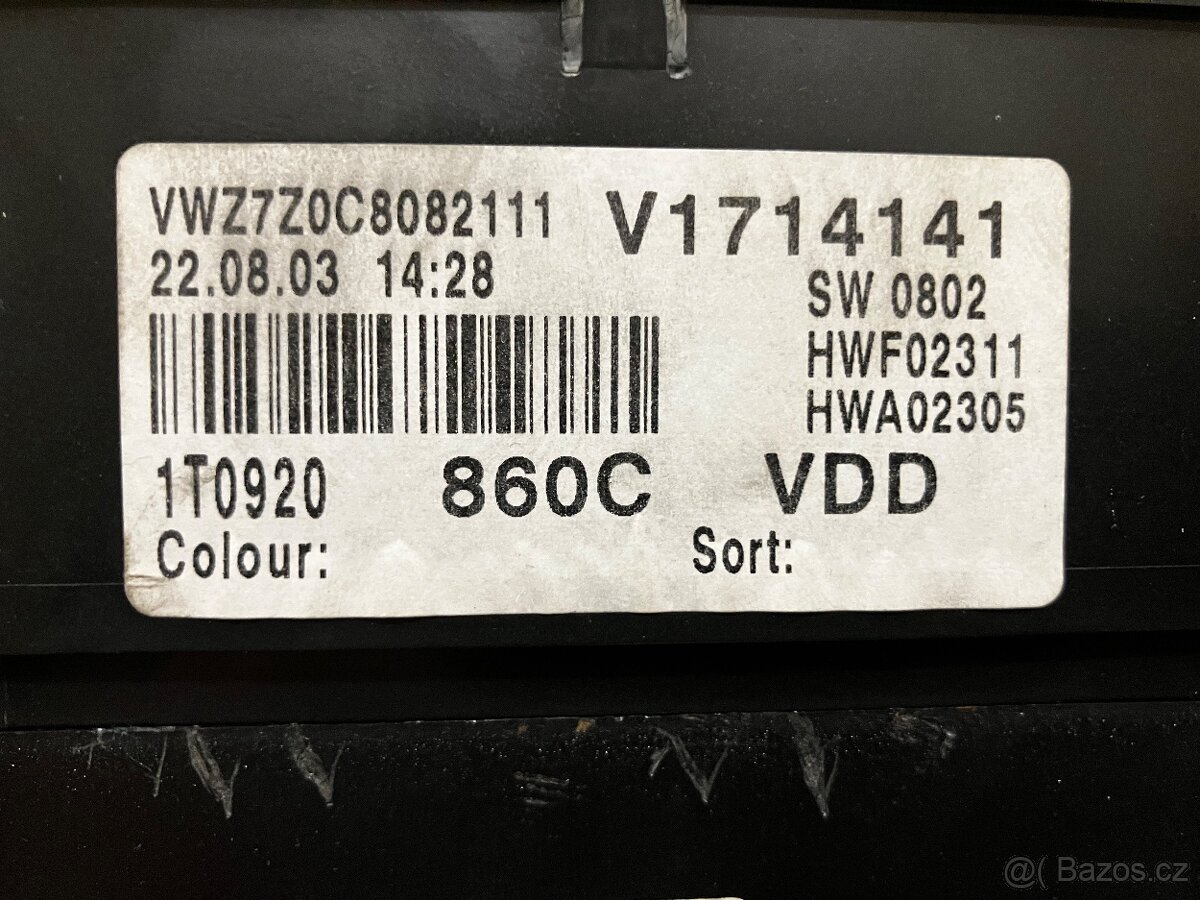 VWZ7Z0C8082111 V1714141
22.08.03 14:28 SW 0802
HWF02311
HWA02305
1T0920 860C VDD
Colour: Sort:
@( Bazos.cz